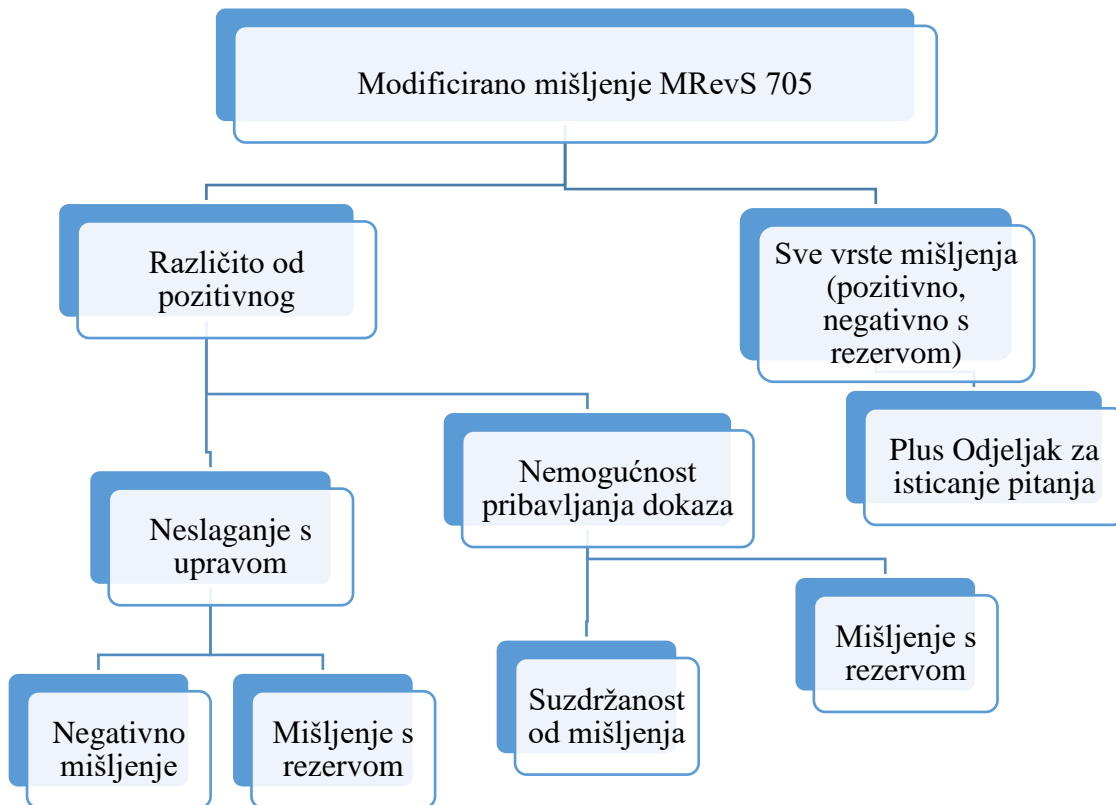 Modificirano mišljenje MRevS 705
Različito od
pozitivnog
Sve vrste mišljenja
(pozitivno,
negativno s
rezervom)
Plus Odjeljak za
isticanje pitanja
Nemogućnost
pribavljanja dokaza
Neslaganje s
upravom
Mišljenje s
rezervom
Suzdržanost
od mišljenja
Negativno
mišljenje
Mišljenje s
rezervom